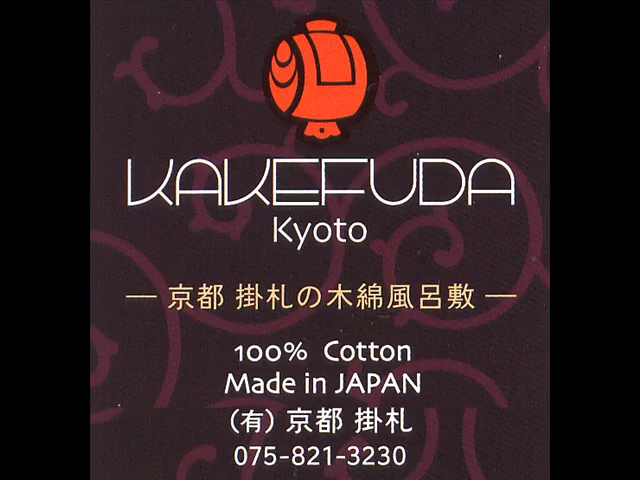 KAKEFUDA
Kyoto
— 京都 掛札の木綿風呂敷 —
100% Cotton
Made in JAPAN
(有) 京都 掛札
075-821-3230